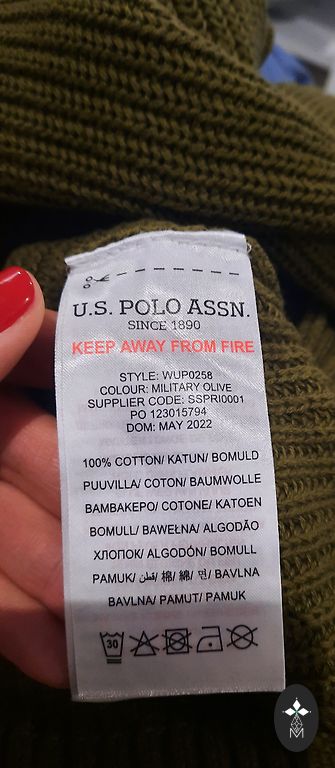 U.S. POLO ASSN.
SINCE 1890
KEEP AWAY FROM FIRE
STYLE: WUP0258
COLOUR: MILITARY OLIVE
SUPPLIER CODE: SSPRI0001
PO 123015794
DOM: MAY 2022
100% COTTON/ KATUN/ BOMULD
PUUVILLA/ COTON/ BAUMWOLLE
ΒΑΜΒΑΚΕΡΟ/ COTONE/ KATOEN
BOMULL/ BAWEŁNA/ ALGODÃO
ХЛОПОК/ ALGODÓN/ BOMULL
PAMUK/ قطن/ 棉/ 綿/ 면/ BAVLNA
BAVLNA/ PAMUT/ PAMUK
30
M